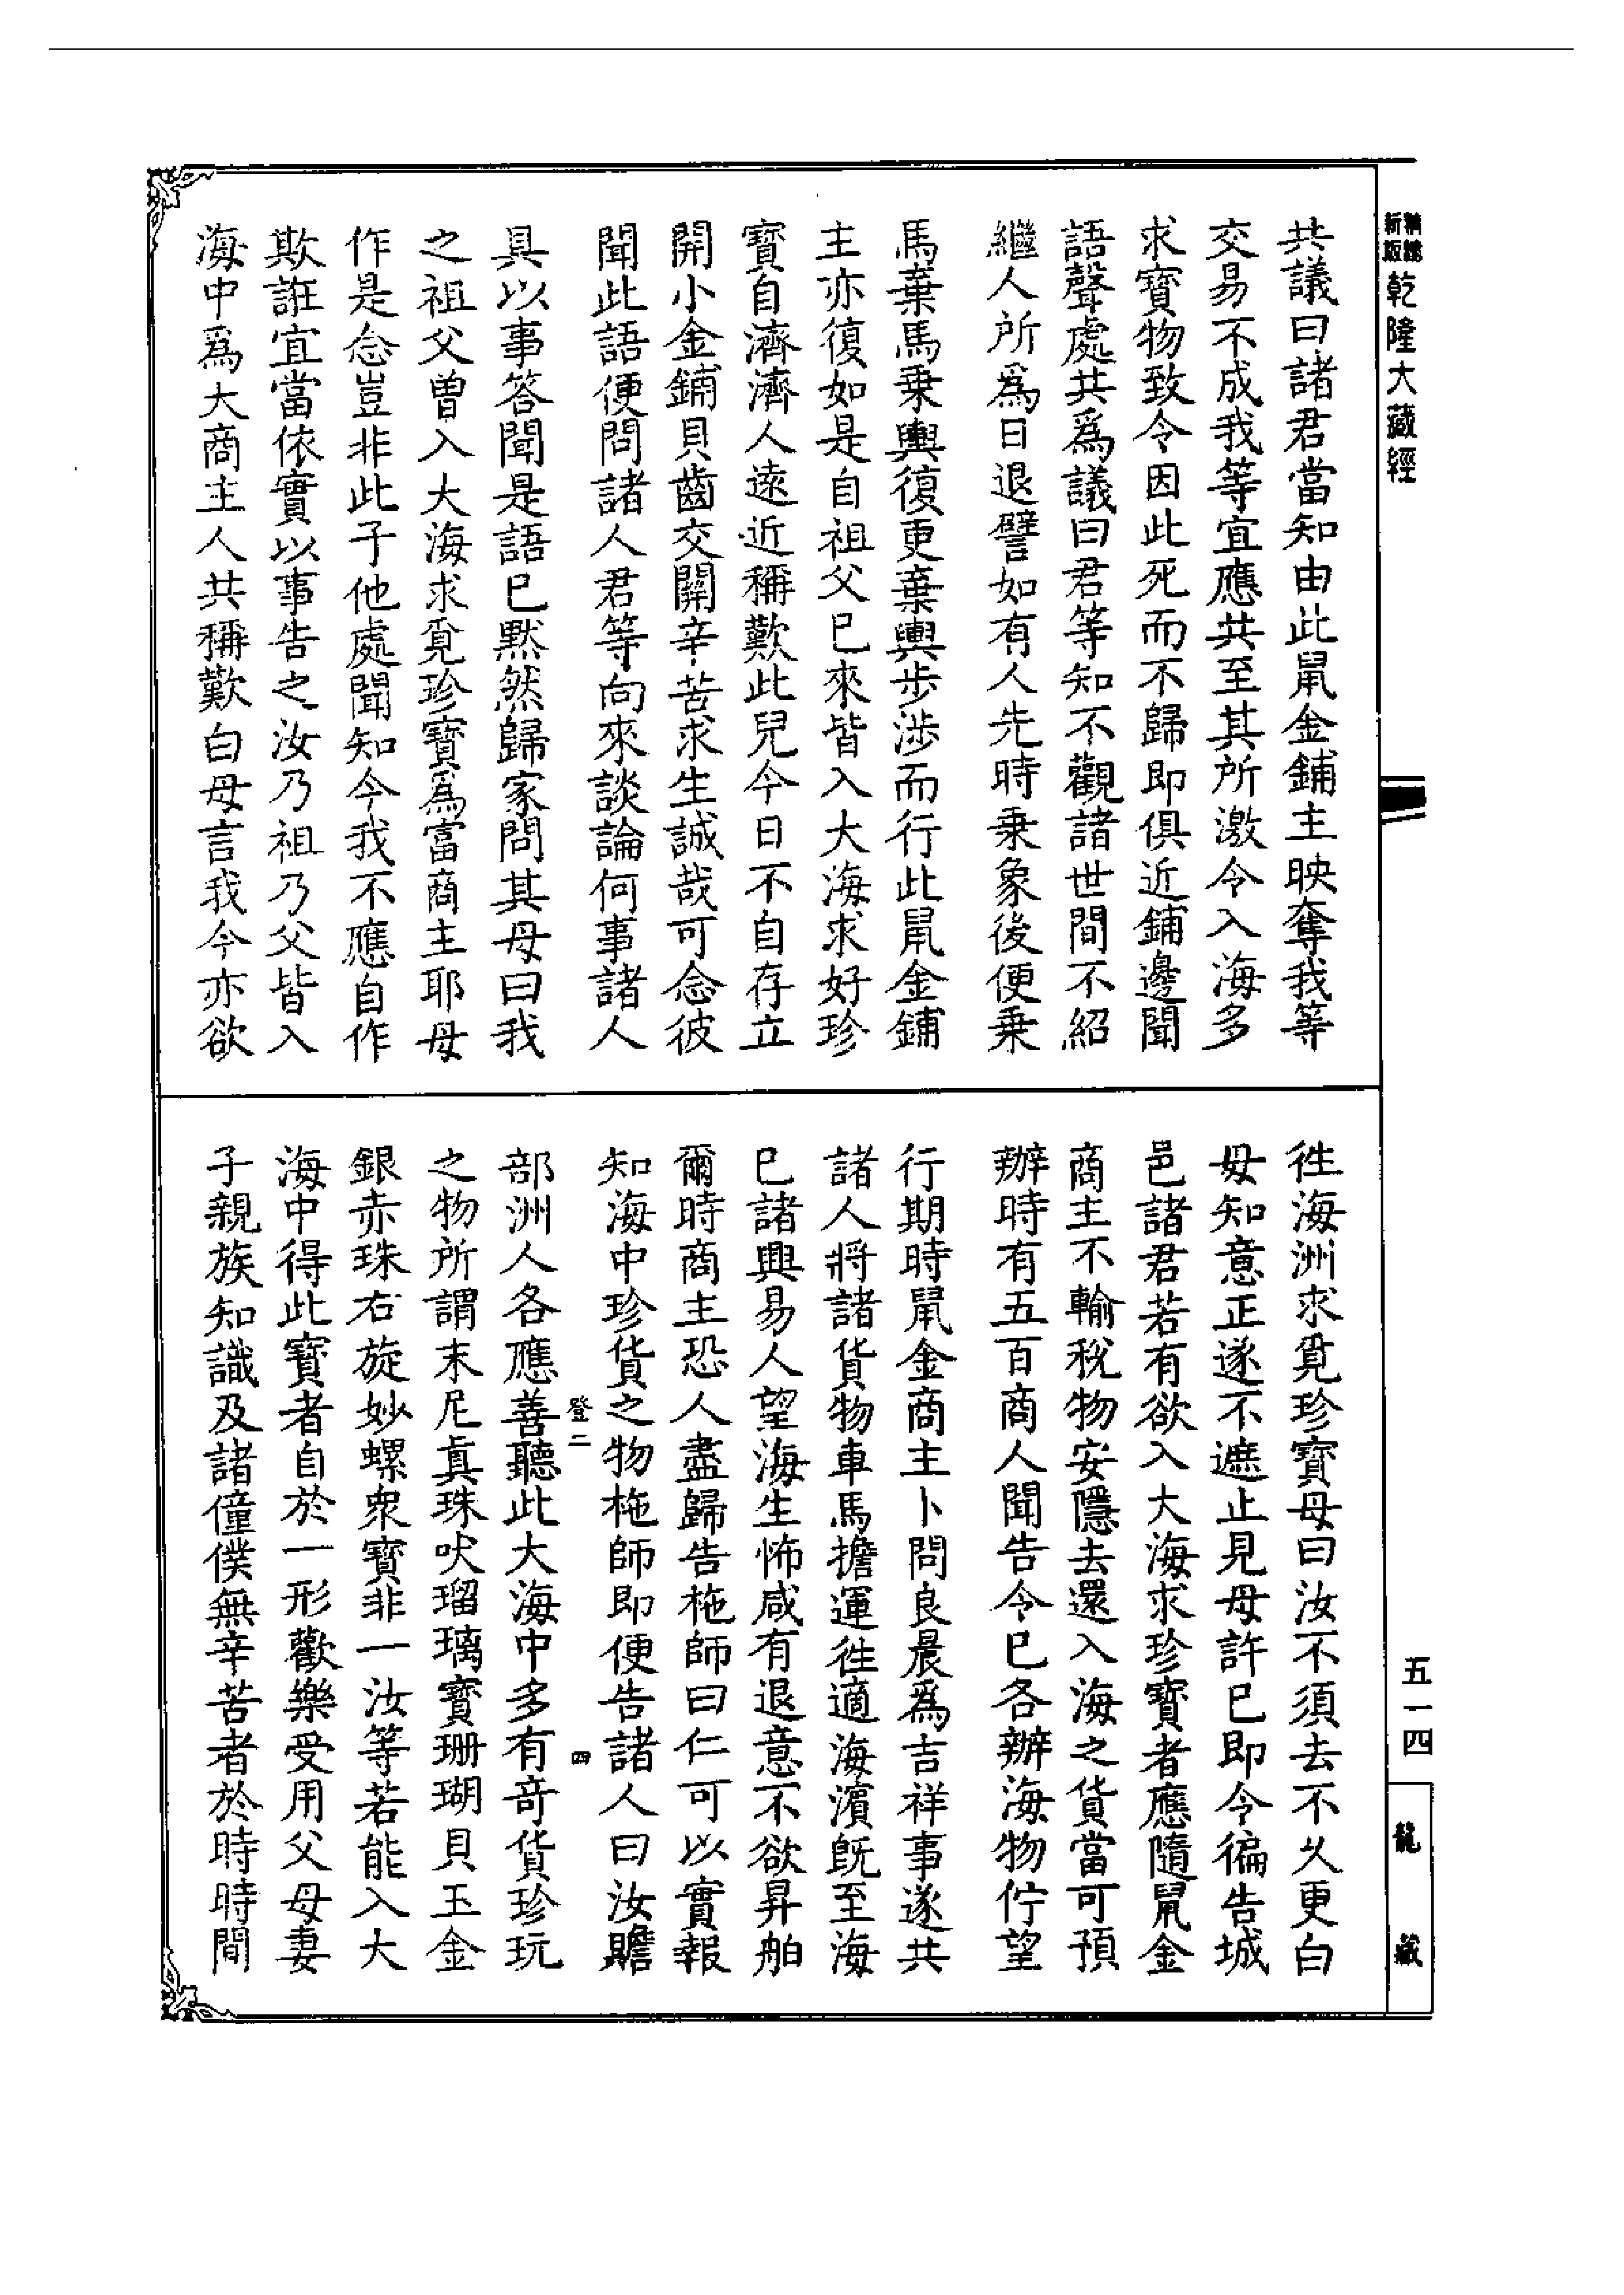 精編新版
乾隆大藏經
共議曰諸君當知由此鼠金鋪主映奪我等
交易不成我等宜應共至其所激令入海多
求寶物致令因此死而不歸即俱近鋪邊聞
語聲處共爲議曰君等知不觀諸世間不紹
繼人所爲日退譬如有人先時乘象後便乘
馬棄馬乘輿復更棄輿步涉而行此鼠金鋪
主亦復如是自祖父已來皆入大海求好珍
寶自濟濟人遠近稱歎此兒今日不自存立
開小金鋪貝齒交關辛苦求生誠哉可念彼
聞此語便問諸人君等向來談論何事諸人
具以事答聞是語已默然歸家問其母曰我
之祖父曾入大海求覓珍寶爲富商主耶母
作是念豈非此子他處聞知今我不應自作
欺誑宜當依實以事告之汝乃祖乃父皆入
海中爲大商主人共稱歎白母言我今亦欲
五一四
龍藏
往海洲求覓珍寶母曰汝不須去不久更白
母知意正遂不遮止見母許已即令徧告城
邑諸君若有欲入大海求珍寶者應隨鼠金
商主不輸稅物安隱去還入海之貨當可預
辦時有五百商人聞告令已各辦海物佇望
行期時鼠金商主卜問良晨爲吉祥事遂共
諸人將諸貨物車馬擔運往適海濱既至海
已諸興易人望海生怖咸有退意不欲昇舶
爾時商主恐人盡歸告柂師曰仁可以實報
知海中珍貨之物柂師即便告諸人曰汝贍
登二
四
部洲人各應善聽此大海中多有奇貨珍玩
之物所謂末尼真珠吠瑠璃寶珊瑚貝玉金
銀赤珠右旋妙螺衆寶非一汝等若能入大
海中得此寶者自於一形歡樂受用父母妻
子親族知識及諸僮僕無辛苦者於時時間